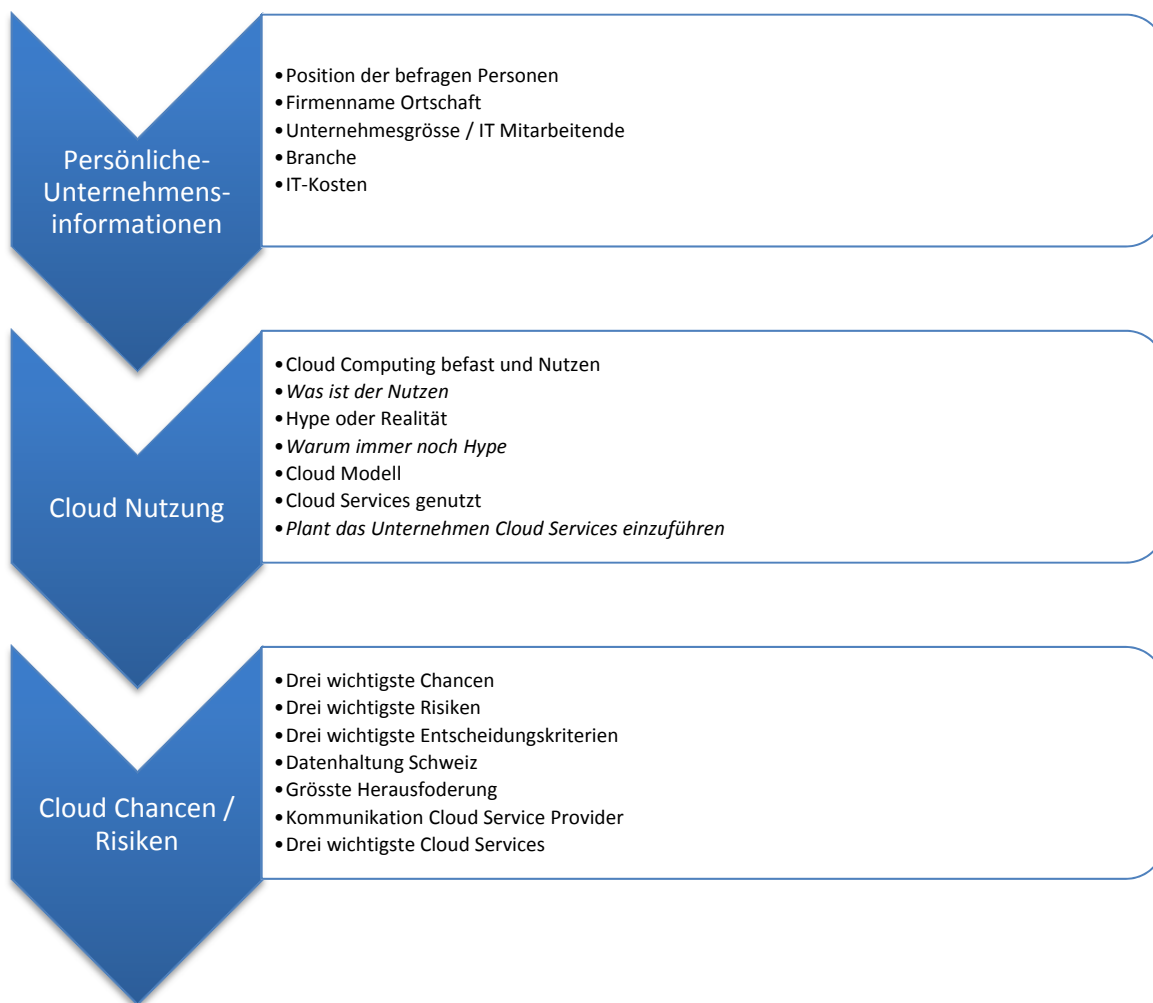 Persönliche-
Unternehmens-
informationen
•Position der befragen Personen
•Firmenname Ortschaft
•Unternehmesgrösse / IT Mitarbeitende
•Branche
•IT-Kosten
Cloud Nutzung
•Cloud Computing befast und Nutzen
•Was ist der Nutzen
•Hype oder Realität
•Warum immer noch Hype
•Cloud Modell
•Cloud Services genutzt
•Plant das Unternehmen Cloud Services einzuführen
Cloud Chancen /
Risiken
•Drei wichtigste Chancen
•Drei wichtigste Risiken
•Drei wichtigste Entscheidungskriterien
•Datenhaltung Schweiz
•Grösste Herausfoderung
•Kommunikation Cloud Service Provider
•Drei wichtigste Cloud Services